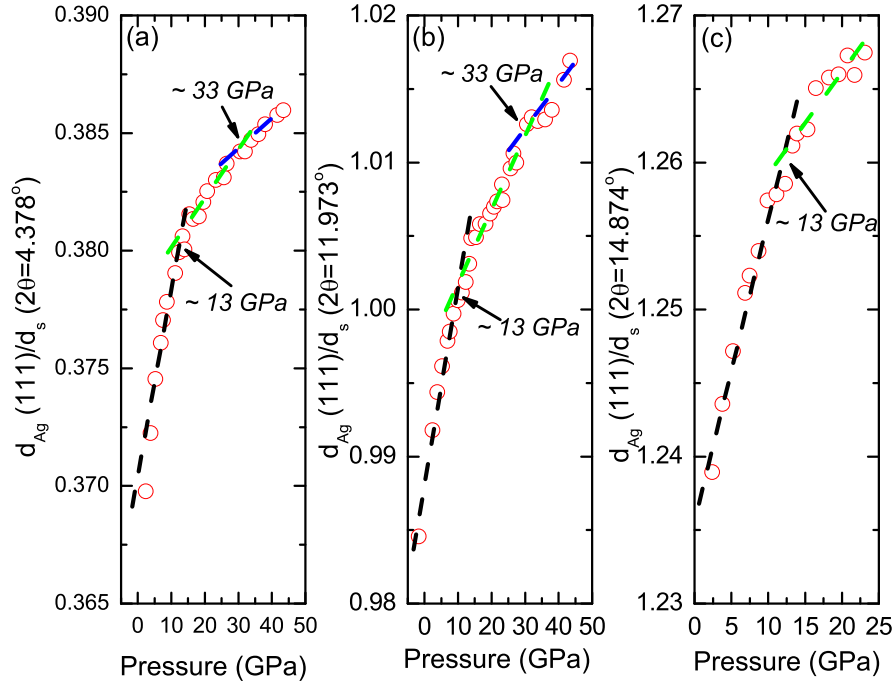 (a)
d_Ag (111)/d_s (2θ=4.378°)
0.390
0.385
0.380
0.375
0.370
0.365
~ 33 GPa
~ 13 GPa
0 10 20 30 40 50
Pressure (GPa)
(b)
d_Ag (111)/d_s (2θ=11.973°)
1.02
1.01
1.00
0.99
0.98
~ 33 GPa
~ 13 GPa
0 10 20 30 40 50
Pressure (GPa)
(c)
d_Ag (111)/d_s (2θ=14.874°)
1.27
1.26
1.25
1.24
1.23
~ 13 GPa
0 5 10 15 20 25
Pressure (GPa)